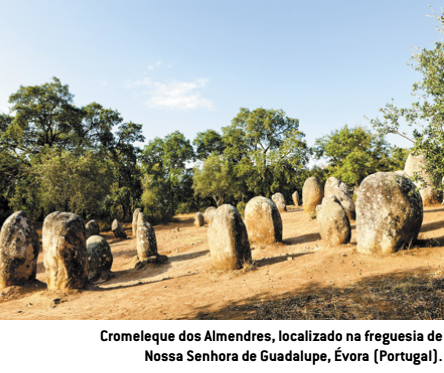 Cromeleque dos Almendres, localizado na freguesia de
Nossa Senhora de Guadalupe, Évora (Portugal).